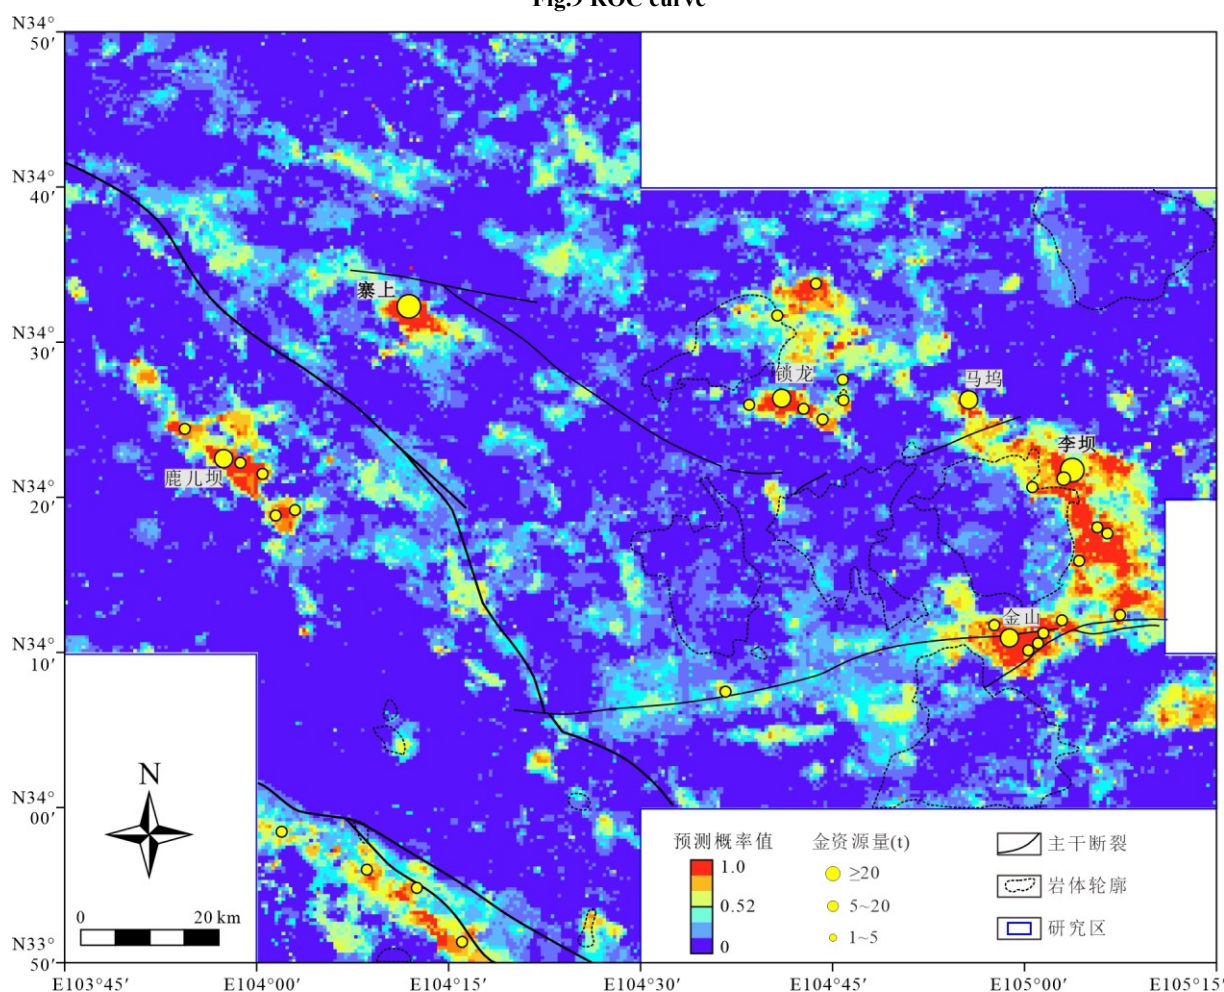 Fig.9 ROC curve
N34°
50′
N34°
40′
N34°
30′
N34°
20′
N34°
10′
N34°
00′
N33°
50′
寨上
锁龙
马坞
李坝
鹿儿坝
金山
N
0 20 km
预测概率值
1.0
0.52
0
金资源量(t)
≥20
5~20
1~5
主干断裂
岩体轮廓
研究区
E103°45′ E104°00′ E104°15′ E104°30′ E104°45′ E105°00′ E105°15′